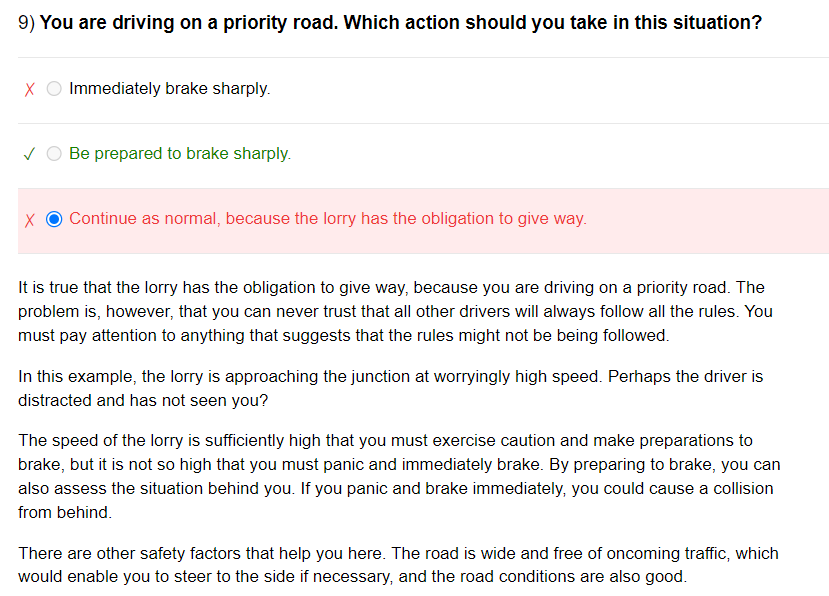 9) You are driving on a priority road. Which action should you take in this situation?
X Immediately brake sharply.
✓ Be prepared to brake sharply.
X Continue as normal, because the lorry has the obligation to give way.
It is true that the lorry has the obligation to give way, because you are driving on a priority road. The
problem is, however, that you can never trust that all other drivers will always follow all the rules. You
must pay attention to anything that suggests that the rules might not be being followed.
In this example, the lorry is approaching the junction at worryingly high speed. Perhaps the driver is
distracted and has not seen you?
The speed of the lorry is sufficiently high that you must exercise caution and make preparations to
brake, but it is not so high that you must panic and immediately brake. By preparing to brake, you can
also assess the situation behind you. If you panic and brake immediately, you could cause a collision
from behind.
There are other safety factors that help you here. The road is wide and free of oncoming traffic, which
would enable you to steer to the side if necessary, and the road conditions are also good.